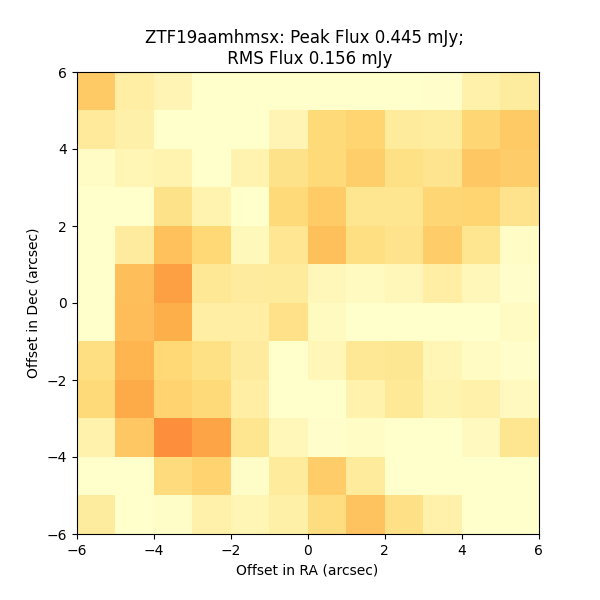 ZTF19aamhmsx: Peak Flux 0.445 mJy;
RMS Flux 0.156 mJy
6
4
2
0
−2
−4
−6
Offset in Dec (arcsec)
−6 −4 −2 0 2 4 6
Offset in RA (arcsec)